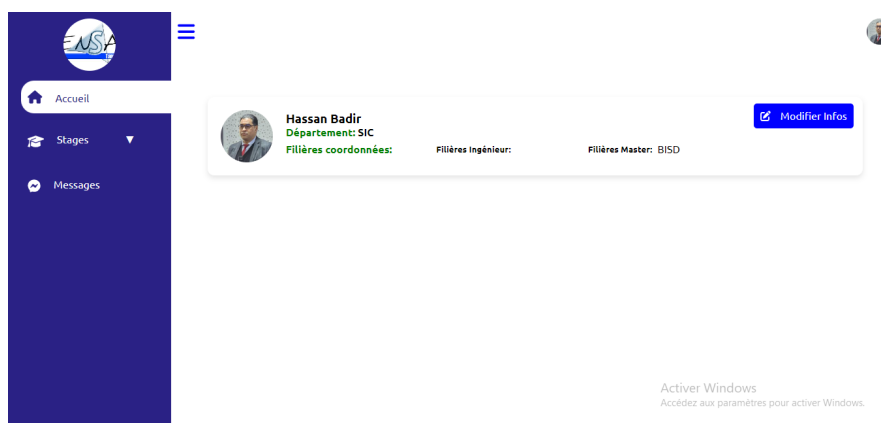 ENSA
Accueil
Stages ▼
Messages
Hassan Badir
Département: SIC
Filières coordonnées: Filières Ingénieur: Filières Master: BISD
Modifier Infos
Activer Windows
Accédez aux paramètres pour activer Windows.